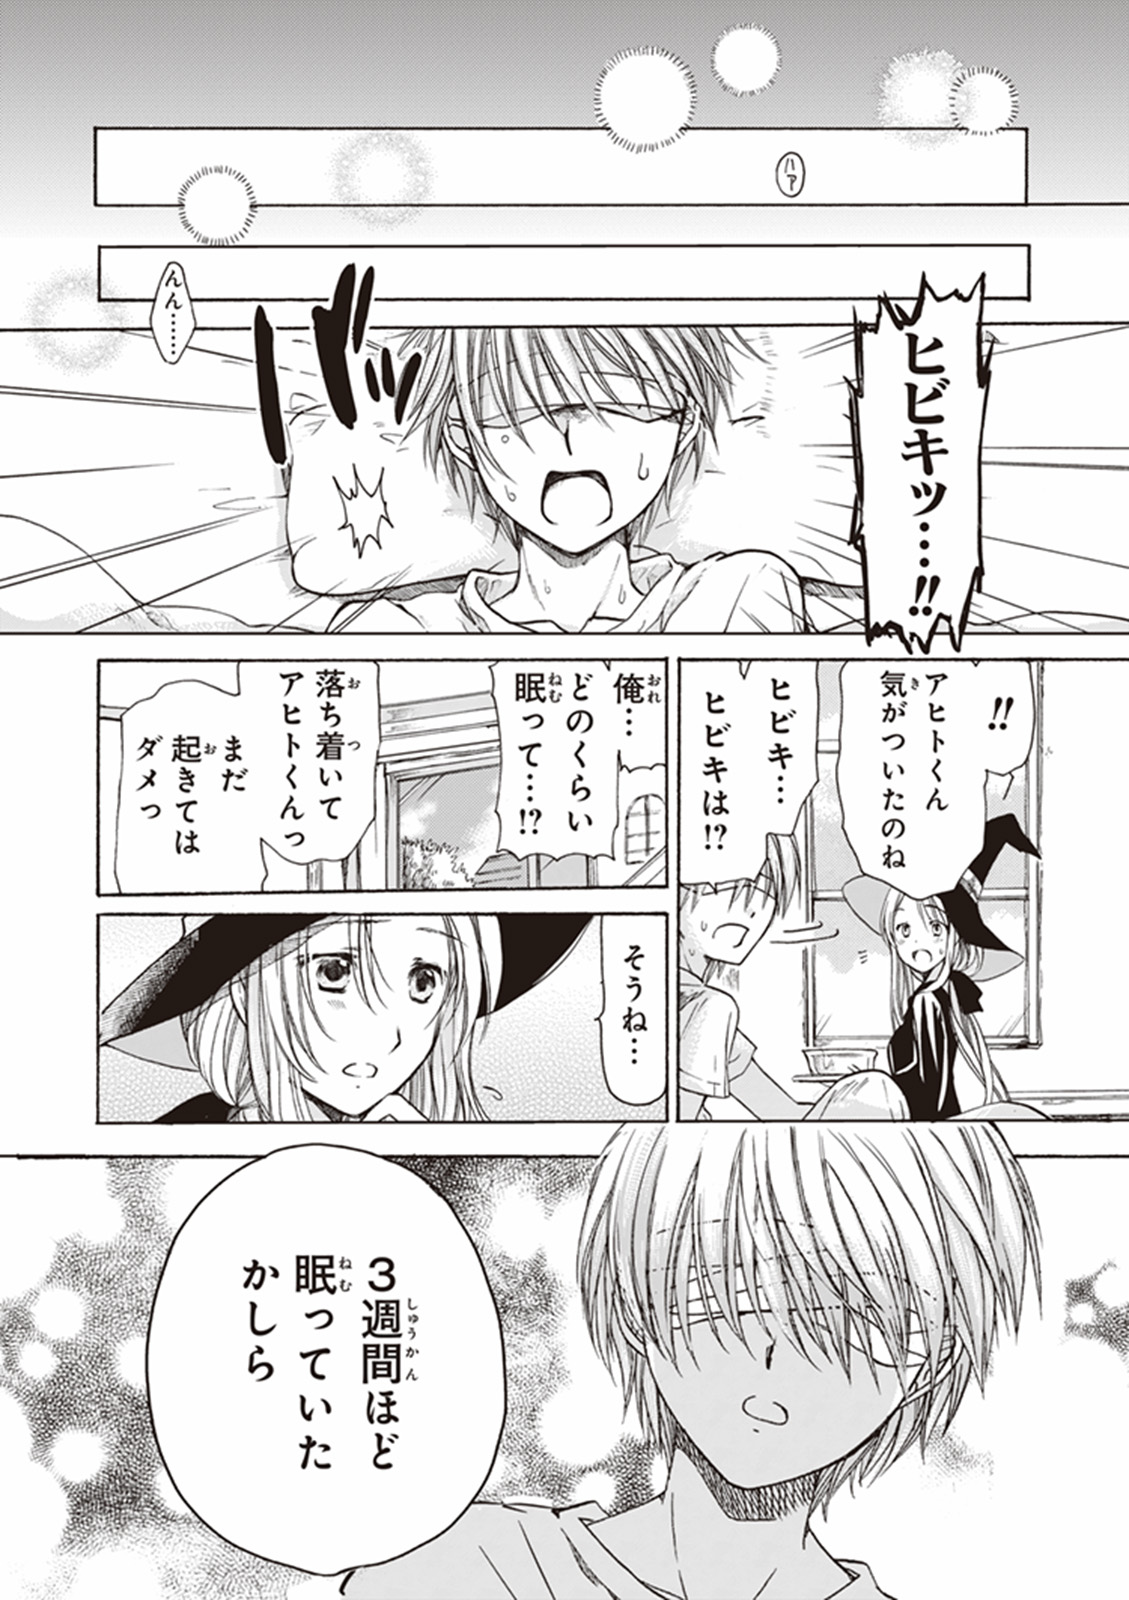 ハァ
んん……
ヒビキッ…!!
!!
アヒトくん
気がついたのね
ヒビキ…
ヒビキは!?
俺…
どのくらい
眠って…!?
落ち着いて
アヒトくんっ
まだ
起きては
ダメっ
そうね…
3週間ほど
眠っていた
かしら